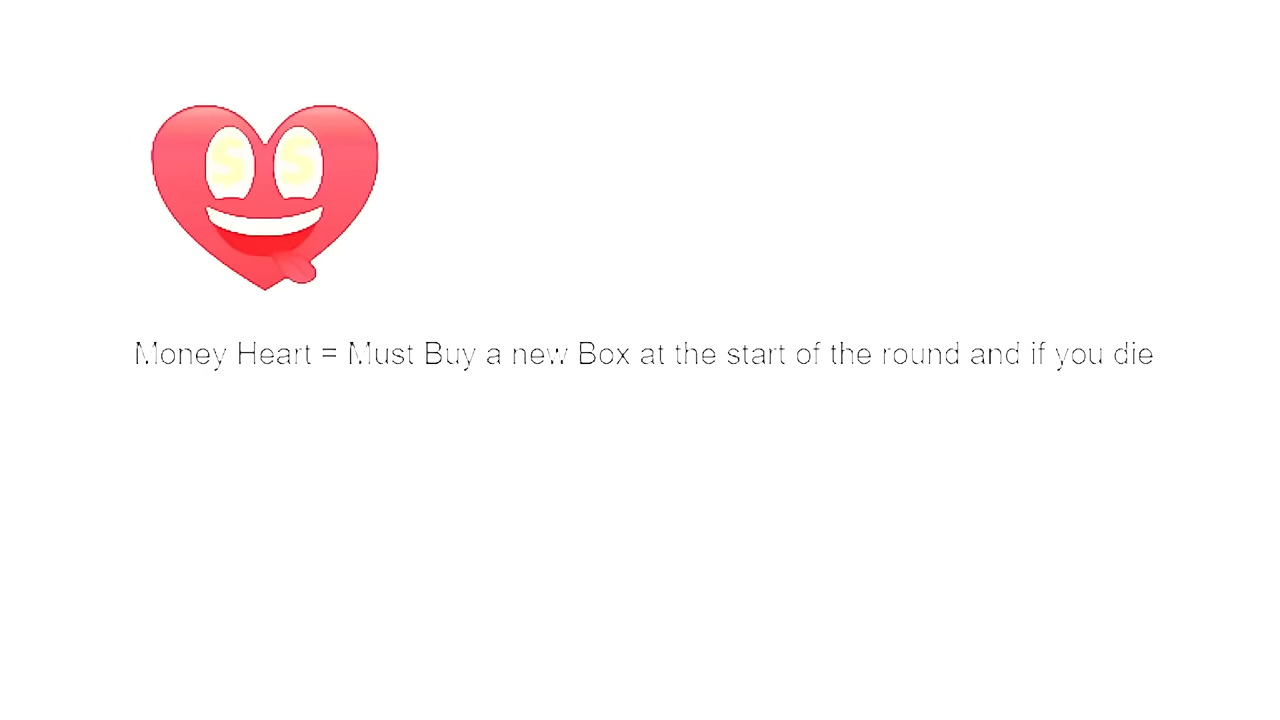 $ $
Money Heart = Must Buy a new Box at the start of the round and if you die